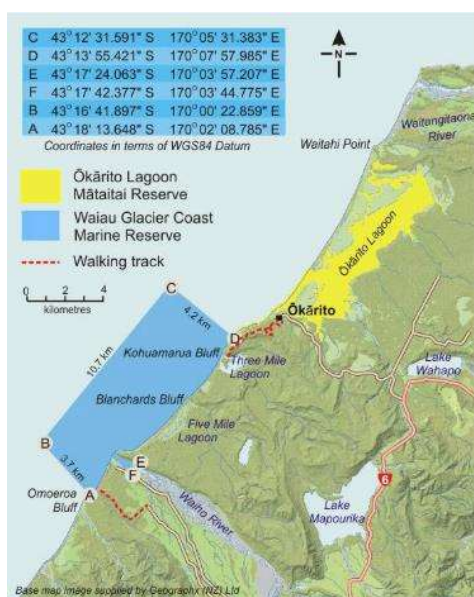 C 43°12' 31.591" S 170°05' 31.383" E
D 43°13' 55.421" S 170°07' 57.985" E
E 43°17' 24.063" S 170°03' 57.207" E
F 43°17' 42.377" S 170°03' 44.775" E
B 43°16' 41.897" S 170°00' 22.859" E
A 43°18' 13.648" S 170°02' 08.785" E
Coordinates in terms of WGS84 Datum
N
Waitangitaona
River
Waitahi Point
Ōkārito Lagoon
Mātaitai Reserve
Waiau Glacier Coast
Marine Reserve
Walking track
0 2 4
kilometres
Ōkārito Lagoon
C
4.2 km
Ōkārito
D
Kohuamarua Bluff
Three Mile
Lagoon
Lake
Wahapo
10.7 km
Blanchards Bluff
Five Mile
Lagoon
B
3.7 km
E
F
A
Omoeroa
Bluff
Waiho River
6
Lake
Mapourika
Base map image supplied by Geographx (NZ) Ltd